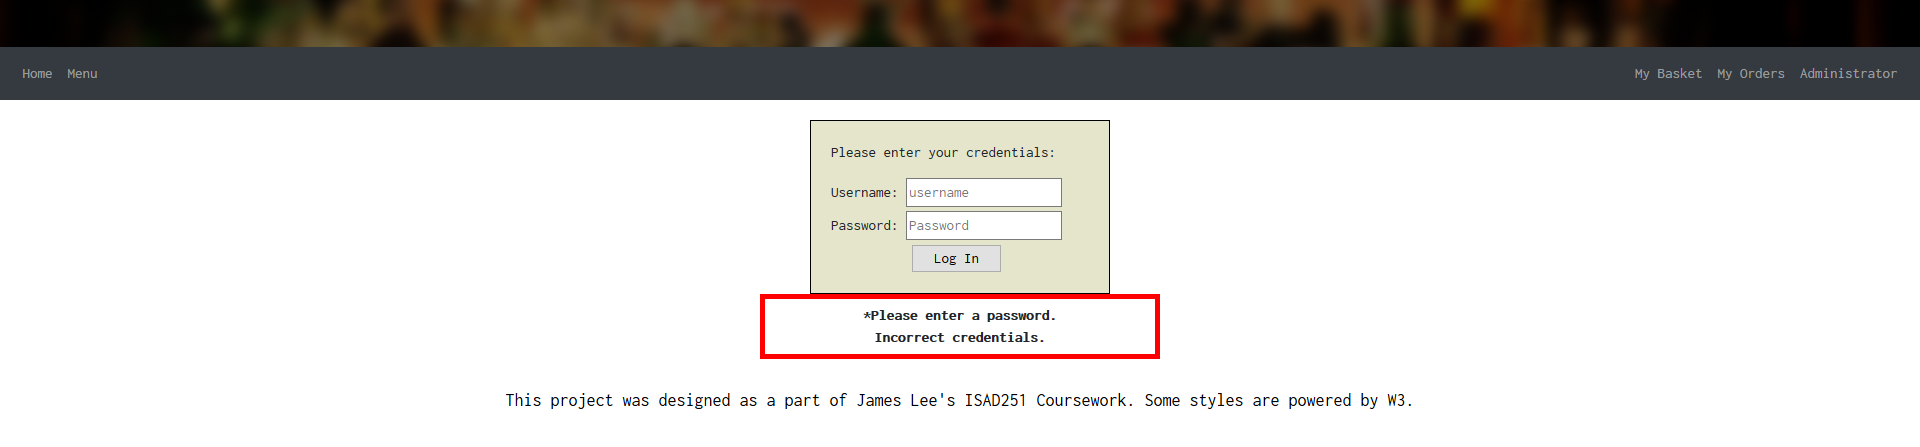 Home Menu My Basket My Orders Administrator
Please enter your credentials:
Username: username
Password: Password
Log In
*Please enter a password.
Incorrect credentials.
This project was designed as a part of James Lee's ISAD251 Coursework. Some styles are powered by W3.